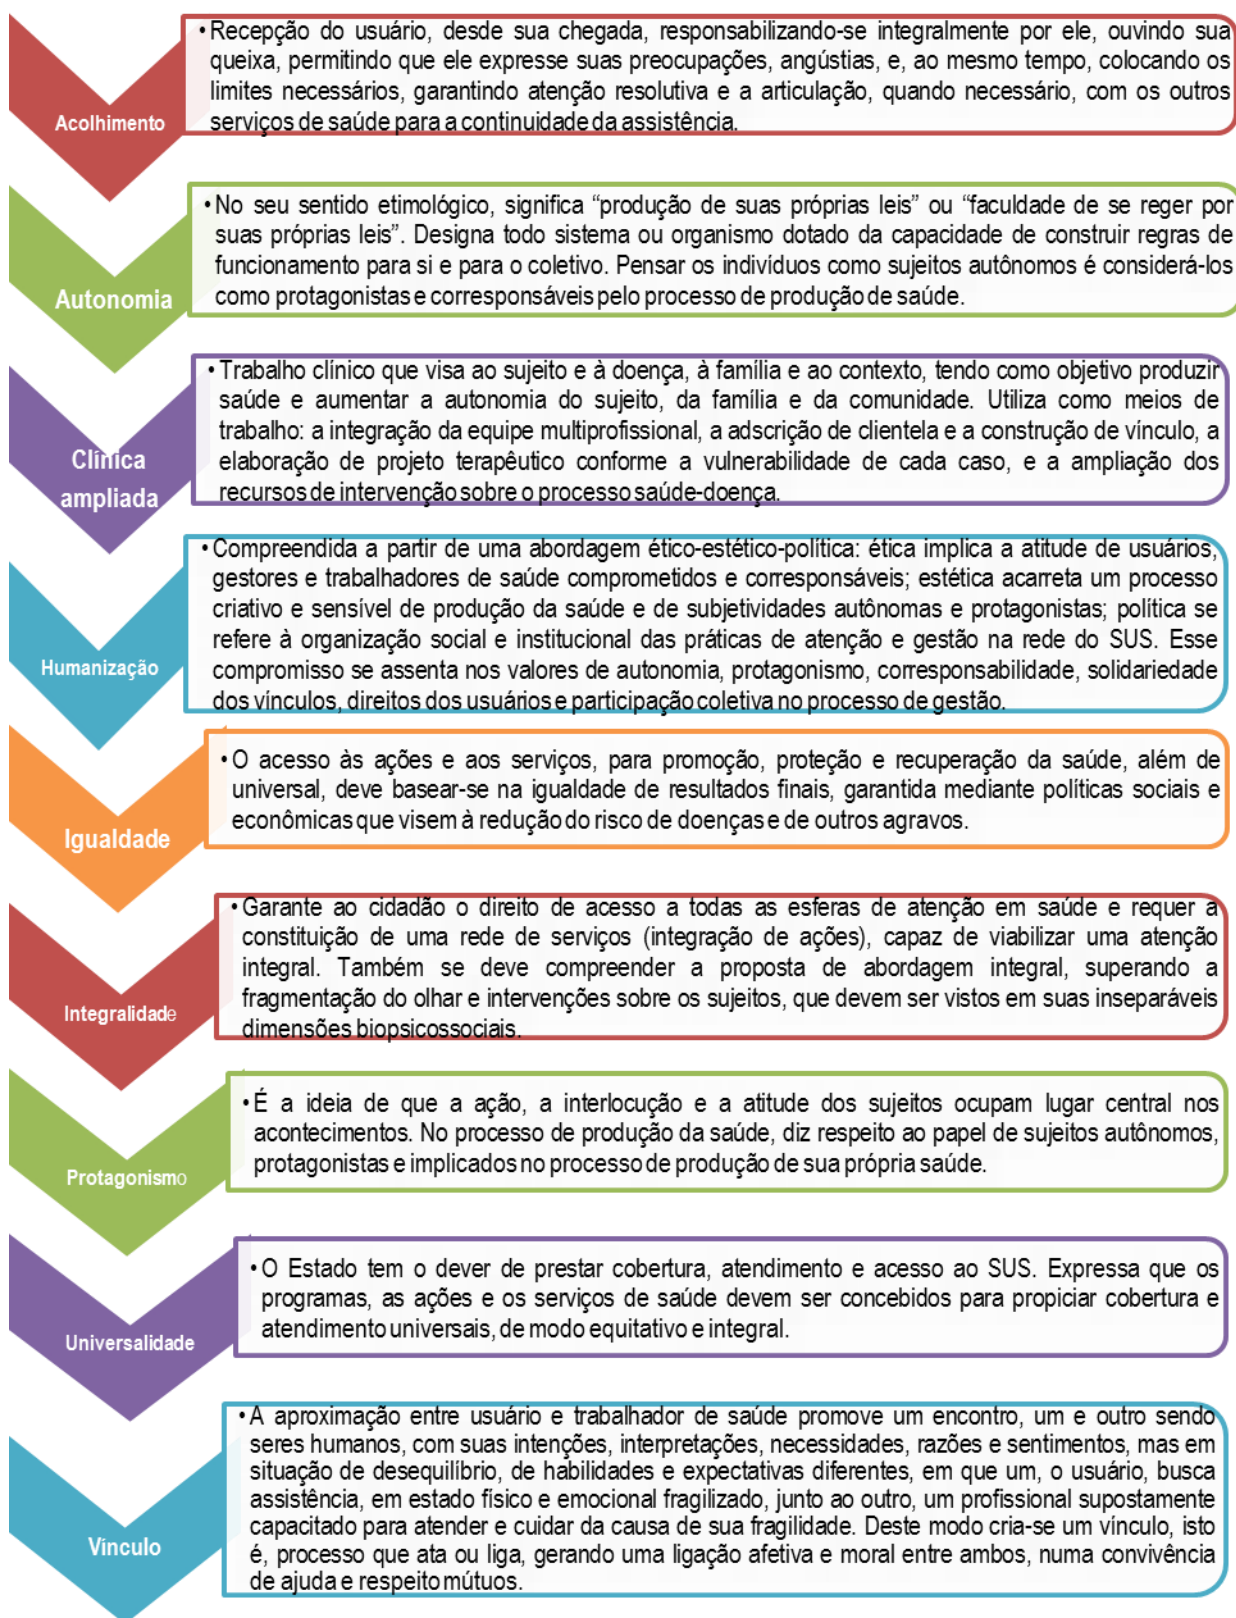 Acolhimento
• Recepção do usuário, desde sua chegada, responsabilizando-se integralmente por ele, ouvindo sua
queixa, permitindo que ele expresse suas preocupações, angústias, e, ao mesmo tempo, colocando os
limites necessários, garantindo atenção resolutiva e a articulação, quando necessário, com os outros
serviços de saúde para a continuidade da assistência.
Autonomia
• No seu sentido etimológico, significa “produção de suas próprias leis” ou “faculdade de se reger por
suas próprias leis”. Designa todo sistema ou organismo dotado da capacidade de construir regras de
funcionamento para si e para o coletivo. Pensar os indivíduos como sujeitos autônomos é considerá-los
como protagonistas e corresponsáveis pelo processo de produção de saúde.
Clínica
ampliada
• Trabalho clínico que visa ao sujeito e à doença, à família e ao contexto, tendo como objetivo produzir
saúde e aumentar a autonomia do sujeito, da família e da comunidade. Utiliza como meios de
trabalho: a integração da equipe multiprofissional, a adscrição de clientela e a construção de vínculo, a
elaboração de projeto terapêutico conforme a vulnerabilidade de cada caso, e a ampliação dos
recursos de intervenção sobre o processo saúde-doença.
Humanização
• Compreendida a partir de uma abordagem ético-estético-política: ética implica a atitude de usuários,
gestores e trabalhadores de saúde comprometidos e corresponsáveis; estética acarreta um processo
criativo e sensível de produção da saúde e de subjetividades autônomas e protagonistas; política se
refere à organização social e institucional das práticas de atenção e gestão na rede do SUS. Esse
compromisso se assenta nos valores de autonomia, protagonismo, corresponsabilidade, solidariedade
dos vínculos, direitos dos usuários e participação coletiva no processo de gestão.
Igualdade
• O acesso às ações e aos serviços, para promoção, proteção e recuperação da saúde, além de
universal, deve basear-se na igualdade de resultados finais, garantida mediante políticas sociais e
econômicas que visem à redução do risco de doenças e de outros agravos.
Integralidade
• Garante ao cidadão o direito de acesso a todas as esferas de atenção em saúde e requer a
constituição de uma rede de serviços (integração de ações), capaz de viabilizar uma atenção
integral. Também se deve compreender a proposta de abordagem integral, superando a
fragmentação do olhar e intervenções sobre os sujeitos, que devem ser vistos em suas inseparáveis
dimensões biopsicossociais.
Protagonismo
• É a ideia de que a ação, a interlocução e a atitude dos sujeitos ocupam lugar central nos
acontecimentos. No processo de produção da saúde, diz respeito ao papel de sujeitos autônomos,
protagonistas e implicados no processo de produção de sua própria saúde.
Universalidade
• O Estado tem o dever de prestar cobertura, atendimento e acesso ao SUS. Expressa que os
programas, as ações e os serviços de saúde devem ser concebidos para propiciar cobertura e
atendimento universais, de modo equitativo e integral.
Vínculo
• A aproximação entre usuário e trabalhador de saúde promove um encontro, um e outro sendo
seres humanos, com suas intenções, interpretações, necessidades, razões e sentimentos, mas em
situação de desequilíbrio, de habilidades e expectativas diferentes, em que um, o usuário, busca
assistência, em estado físico e emocional fragilizado, junto ao outro, um profissional supostamente
capacitado para atender e cuidar da causa de sua fragilidade. Deste modo cria-se um vínculo, isto
é, processo que ata ou liga, gerando uma ligação afetiva e moral entre ambos, numa convivência
de ajuda e respeito mútuos.